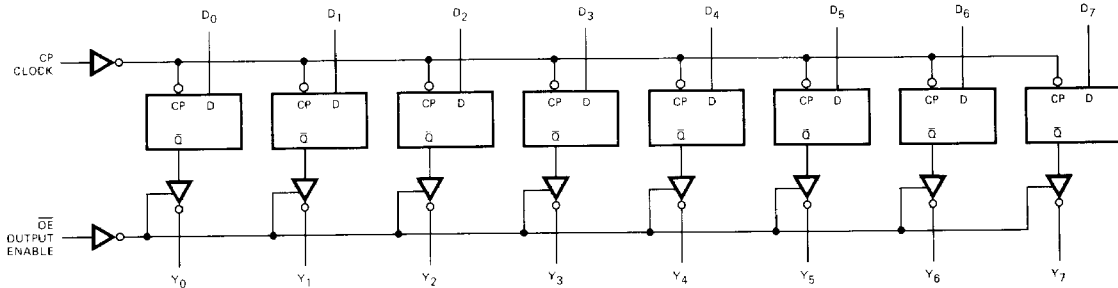 D0 D1 D2 D3 D4 D5 D6 D7
CP
CLOCK
CP D CP D CP D CP D CP D CP D CP D CP D
Q̅ Q̅ Q̅ Q̅ Q̅ Q̅ Q̅ Q̅
O̅E̅
OUTPUT
ENABLE
Y0 Y1 Y2 Y3 Y4 Y5 Y6 Y7